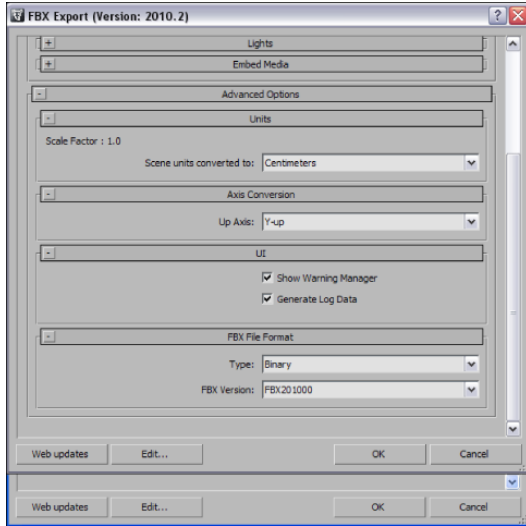 FBX Export (Version: 2010.2)
+ Lights
+ Embed Media
- Advanced Options
- Units
Scale Factor : 1.0
Scene units converted to: Centimeters
- Axis Conversion
Up Axis: Y-up
- UI
Show Warning Manager
Generate Log Data
- FBX File Format
Type: Binary
FBX Version: FBX201000
Web updates Edit... OK Cancel
Web updates Edit... OK Cancel